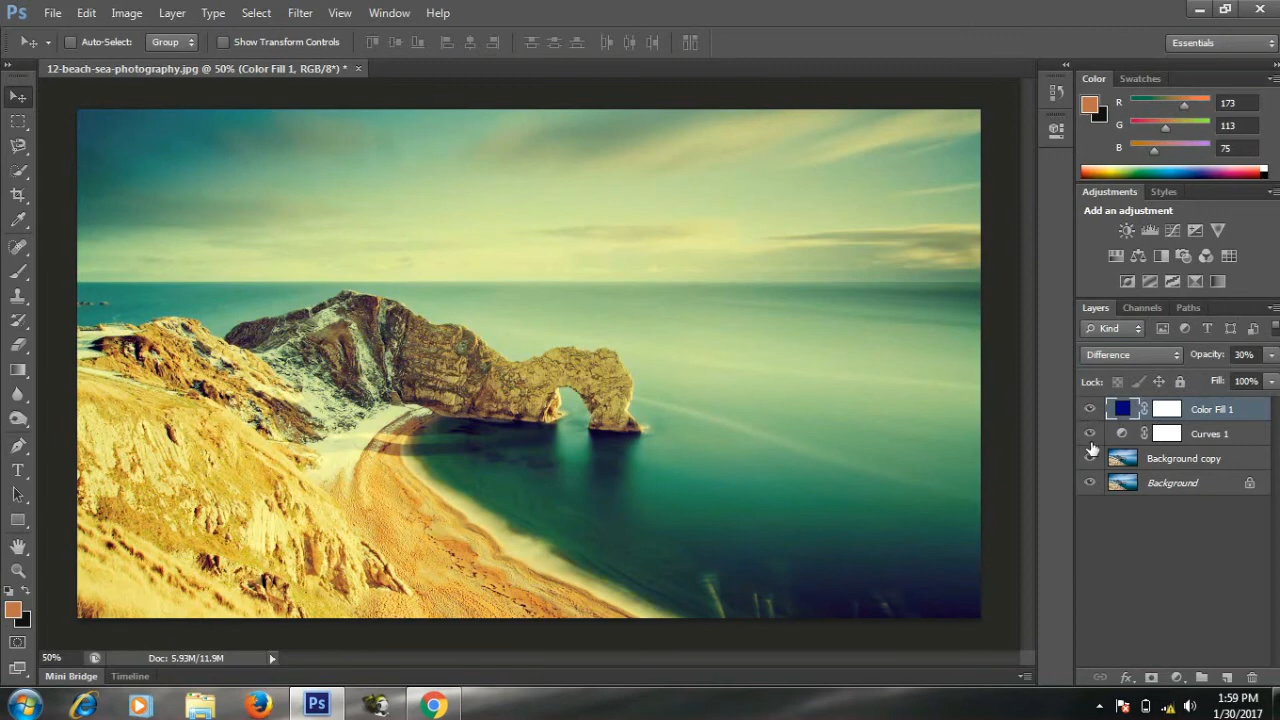 Ps File Edit Image Layer Type Select Filter View Window Help
Auto-Select: Group Show Transform Controls Essentials
12-beach-sea-photography.jpg @ 50% (Color Fill 1, RGB/8*) * ×
Color Swatches
R 173
G 113
B 75
Adjustments Styles
Add an adjustment
Layers Channels Paths
Kind
Difference Opacity: 30%
Lock: Fill: 100%
Color Fill 1
Curves 1
Background copy
Background
50% Doc: 5.93M/11.9M
Mini Bridge Timeline
Ps
1:59 PM
1/30/2017